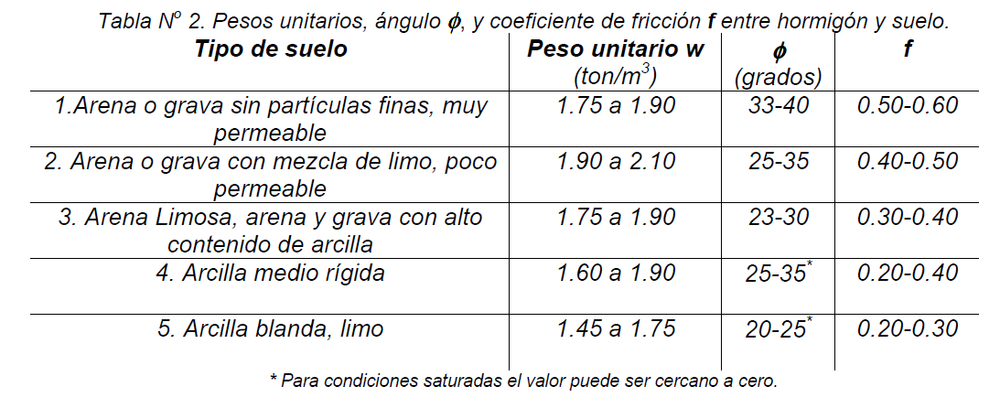 Tabla Nº 2. Pesos unitarios, ángulo ϕ, y coeficiente de fricción f entre hormigón y suelo.
Tipo de suelo Peso unitario w ϕ f
(ton/m³) (grados)
1.Arena o grava sin partículas finas, muy 1.75 a 1.90 33-40 0.50-0.60
permeable
2. Arena o grava con mezcla de limo, poco 1.90 a 2.10 25-35 0.40-0.50
permeable
3. Arena Limosa, arena y grava con alto 1.75 a 1.90 23-30 0.30-0.40
contenido de arcilla
4. Arcilla medio rígida 1.60 a 1.90 25-35* 0.20-0.40
5. Arcilla blanda, limo 1.45 a 1.75 20-25* 0.20-0.30
* Para condiciones saturadas el valor puede ser cercano a cero.